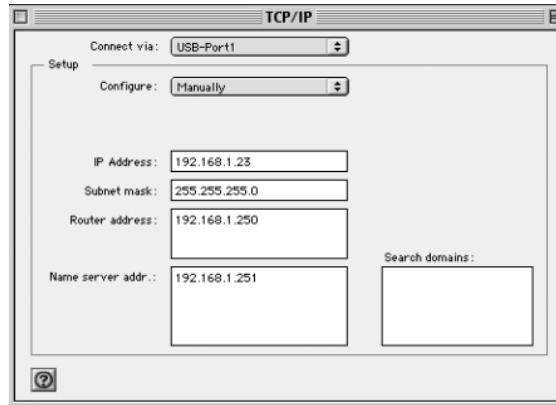 TCP/IP
Connect via: USB-Port1
Setup
Configure: Manually
IP Address: 192.168.1.23
Subnet mask: 255.255.255.0
Router address: 192.168.1.250
Search domains:
Name server addr.: 192.168.1.251
?